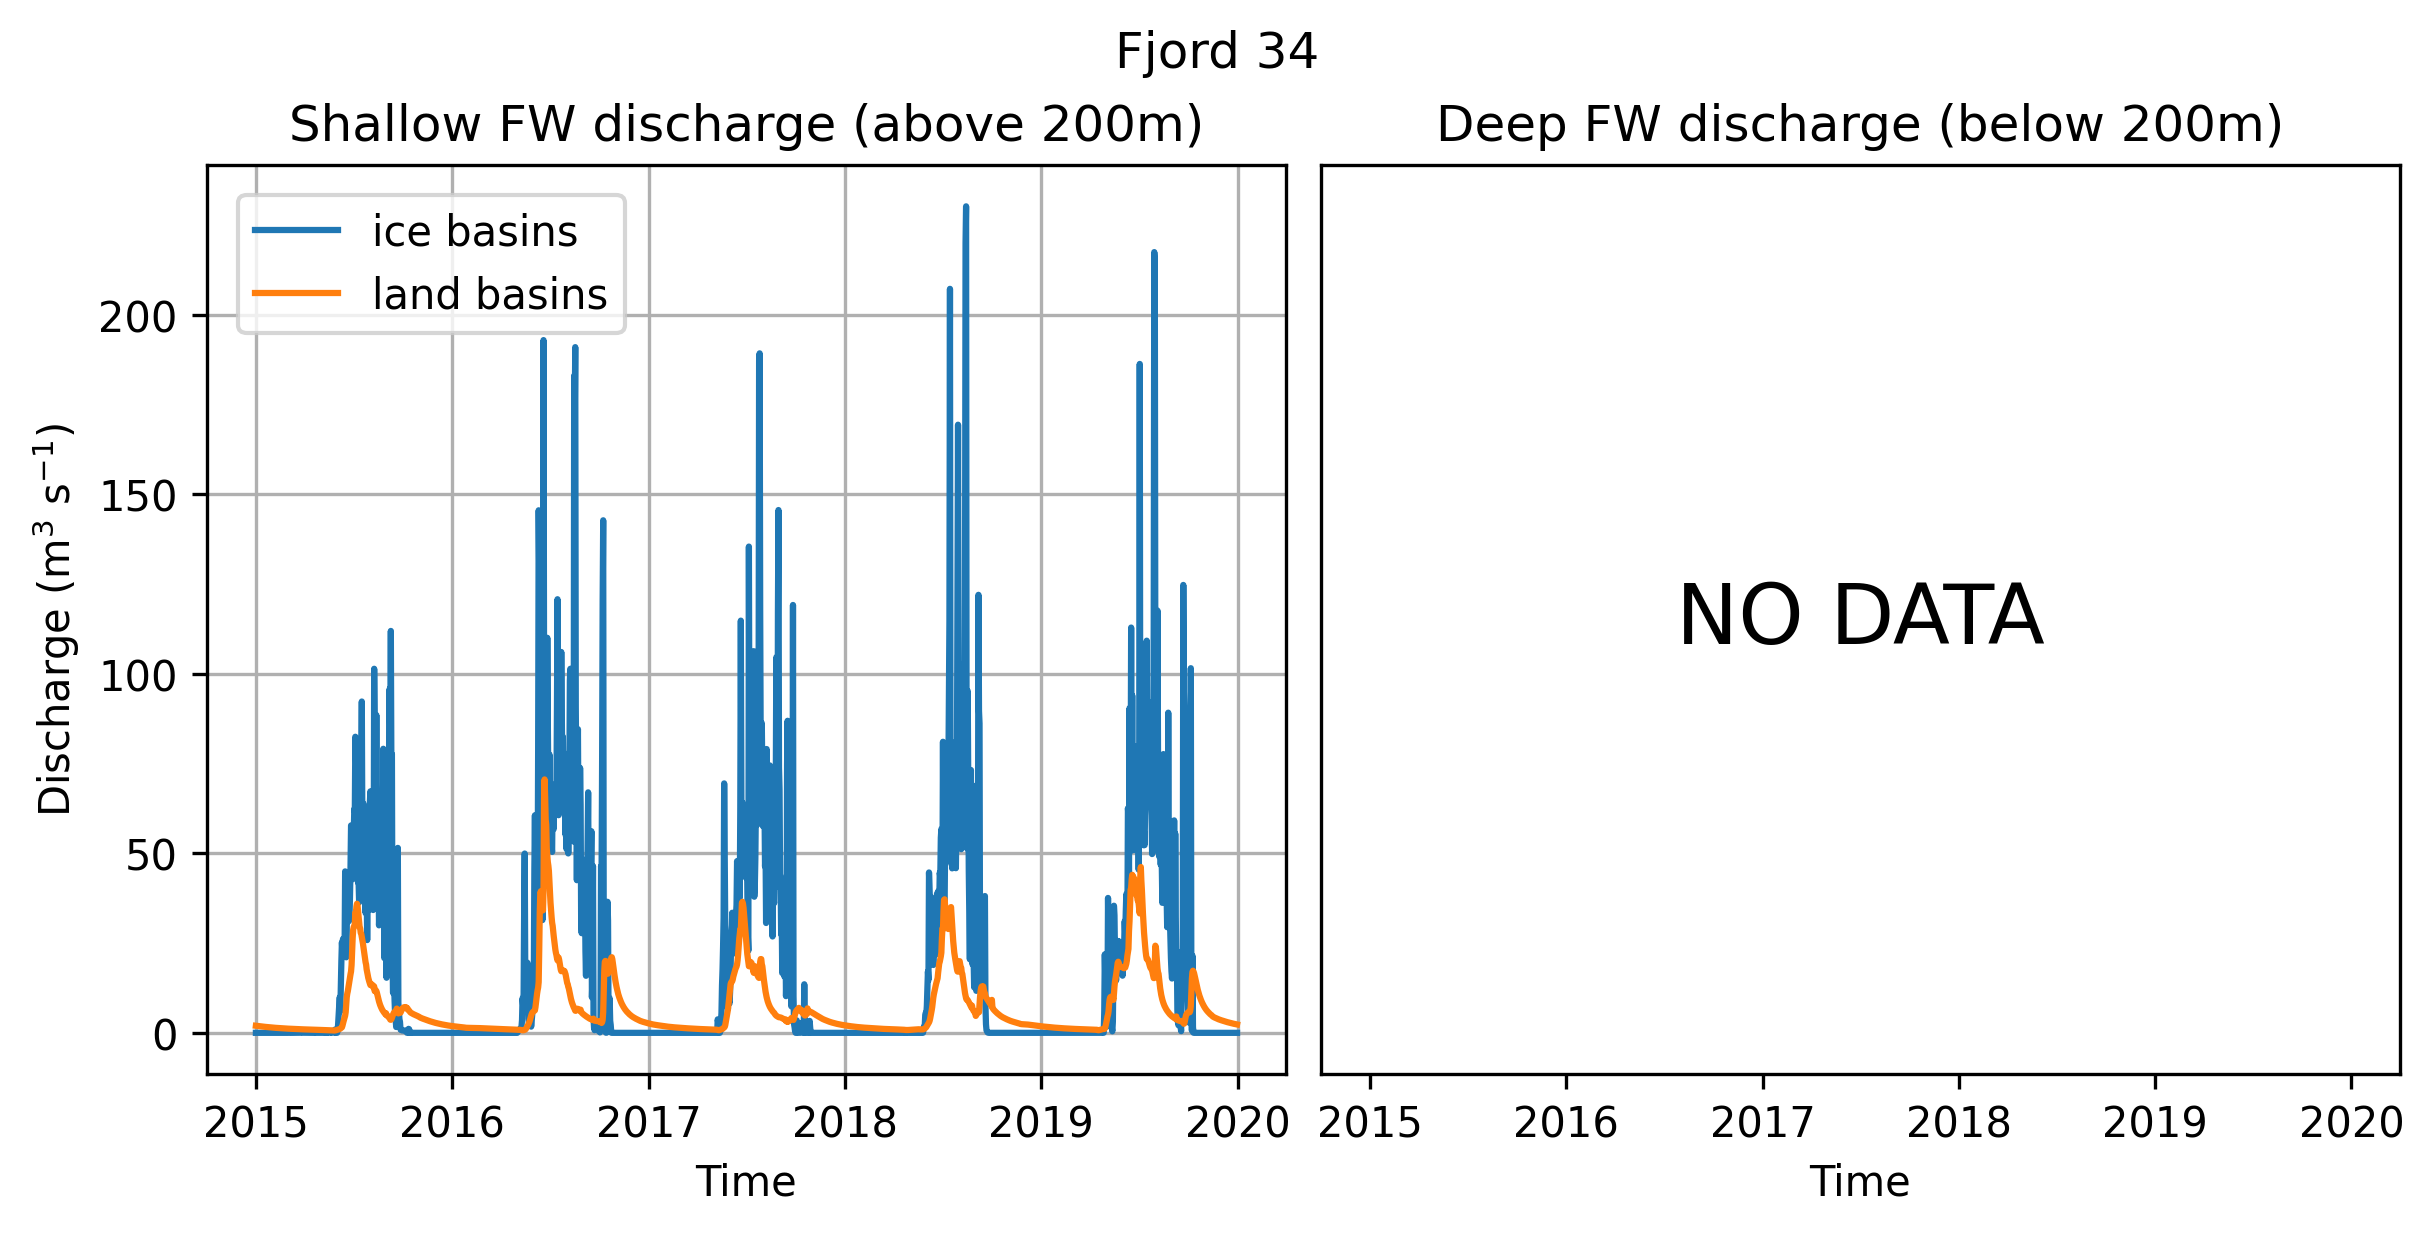 Fjord 34
Shallow FW discharge (above 200m)
ice basins
land basins
200
150
100
50
0
Discharge (m³ s⁻¹)
2015 2016 2017 2018 2019 2020
Time
Deep FW discharge (below 200m)
NO DATA
2015 2016 2017 2018 2019 2020
Time